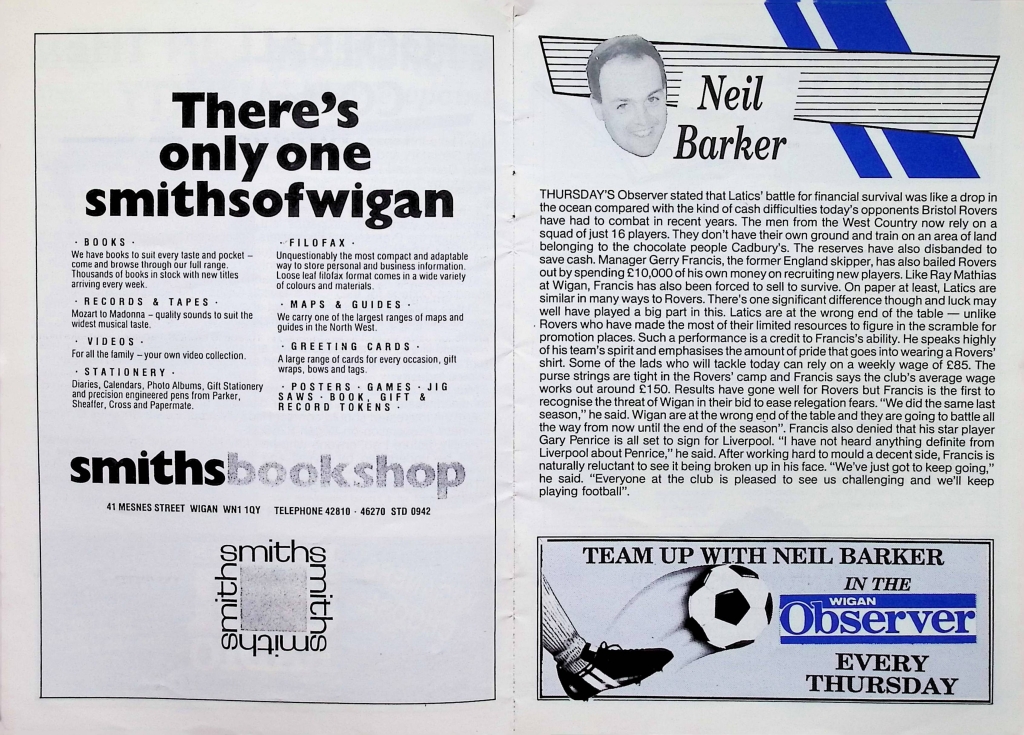 There's
only one
smithsofwigan
· BOOKS ·
We have books to suit every taste and pocket –
come and browse through our full range.
Thousands of books in stock with new titles
arriving every week.
· RECORDS & TAPES ·
Mozart to Madonna – quality sounds to suit the
widest musical taste.
· VIDEOS ·
For all the family – your own video collection.
· STATIONERY ·
Diaries, Calendars, Photo Albums, Gift Stationery
and precision engineered pens from Parker,
Sheaffer, Cross and Papermate.
· FILOFAX ·
Unquestionably the most compact and adaptable
way to store personal and business information.
Loose leaf filofax format comes in a wide variety
of colours and materials.
· MAPS & GUIDES ·
We carry one of the largest ranges of maps and
guides in the North West.
· GREETING CARDS ·
A large range of cards for every occasion, gift
wraps, bows and tags.
· POSTERS · GAMES · JIG
SAWS · BOOK, GIFT &
RECORD TOKENS ·
smithsbookshop
41 MESNES STREET WIGAN WN1 1QY TELEPHONE 42810 · 46270 STD 0942
smiths
smiths
smiths
smiths
Neil
Barker
THURSDAY'S Observer stated that Latics' battle for financial survival was like a drop in
the ocean compared with the kind of cash difficulties today's opponents Bristol Rovers
have had to combat in recent years. The men from the West Country now rely on a
squad of just 16 players. They don't have their own ground and train on an area of land
belonging to the chocolate people Cadbury's. The reserves have also disbanded to
save cash. Manager Gerry Francis, the former England skipper, has also bailed Rovers
out by spending £10,000 of his own money on recruiting new players. Like Ray Mathias
at Wigan, Francis has also been forced to sell to survive. On paper at least, Latics are
similar in many ways to Rovers. There's one significant difference though and luck may
well have played a big part in this. Latics are at the wrong end of the table — unlike
Rovers who have made the most of their limited resources to figure in the scramble for
promotion places. Such a performance is a credit to Francis's ability. He speaks highly
of his team's spirit and emphasises the amount of pride that goes into wearing a Rovers'
shirt. Some of the lads who will tackle today can rely on a weekly wage of £85. The
purse strings are tight in the Rovers' camp and Francis says the club's average wage
works out around £150. Results have gone well for Rovers but Francis is the first to
recognise the threat of Wigan in their bid to ease relegation fears. "We did the same last
season," he said. Wigan are at the wrong end of the table and they are going to battle all
the way from now until the end of the season". Francis also denied that his star player
Gary Penrice is all set to sign for Liverpool. "I have not heard anything definite from
Liverpool about Penrice," he said. After working hard to mould a decent side, Francis is
naturally reluctant to see it being broken up in his face. "We've just got to keep going,"
he said. "Everyone at the club is pleased to see us challenging and we'll keep
playing football".
TEAM UP WITH NEIL BARKER
IN THE
WIGAN
Observer
EVERY
THURSDAY